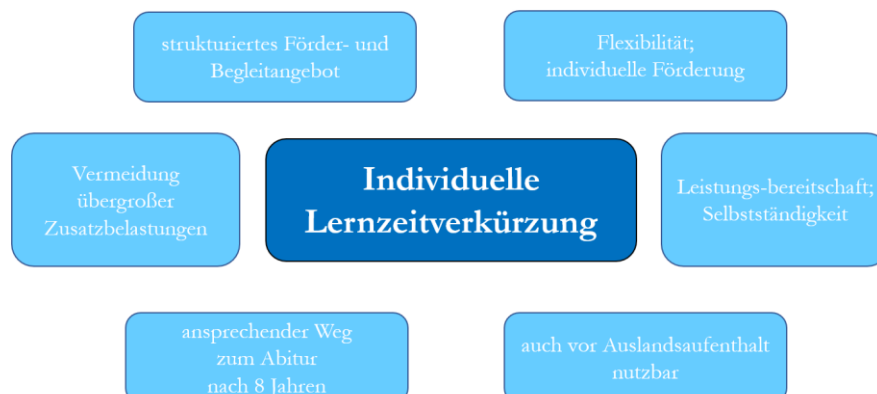 strukturiertes Förder- und
Begleitangebot
Flexibilität;
individuelle Förderung
Vermeidung
übergroßer
Zusatzbelastungen
Individuelle
Lernzeitverkürzung
Leistungs-bereitschaft;
Selbstständigkeit
ansprechender Weg
zum Abitur
nach 8 Jahren
auch vor Auslandsaufenthalt
nutzbar